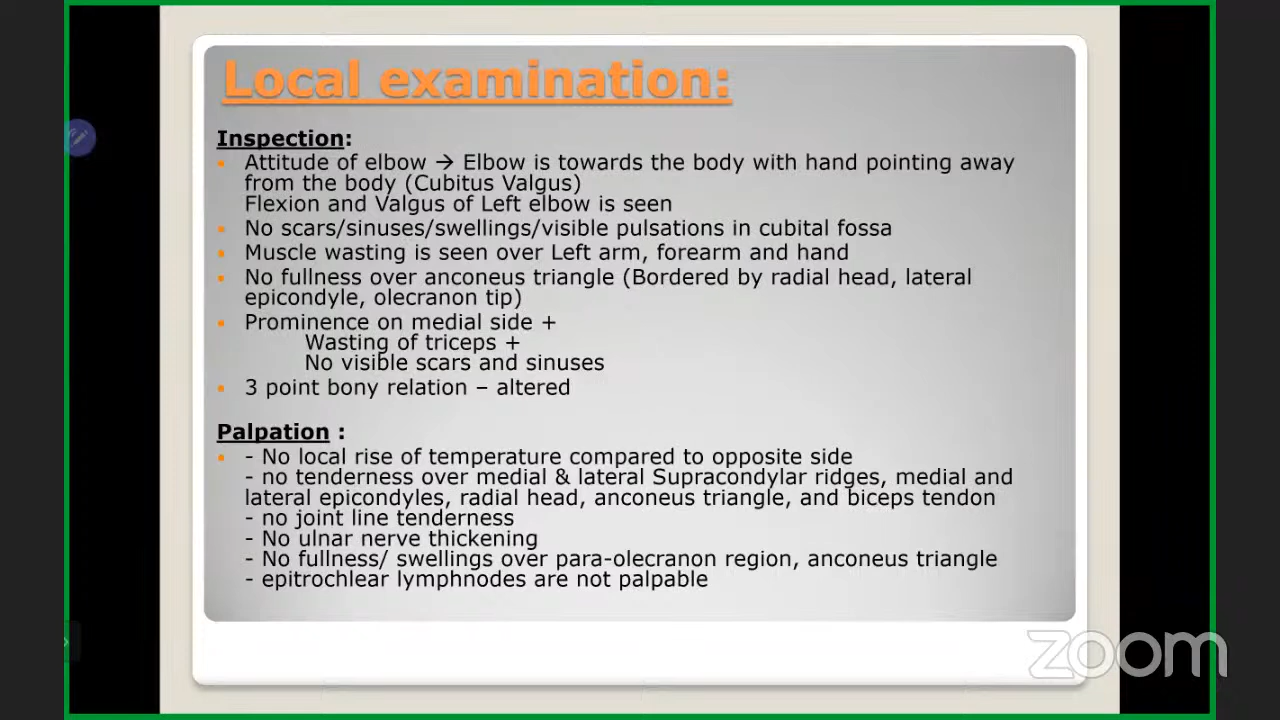 Local examination:
Inspection:
Attitude of elbow → Elbow is towards the body with hand pointing away
from the body (Cubitus Valgus)
Flexion and Valgus of Left elbow is seen
No scars/sinuses/swellings/visible pulsations in cubital fossa
Muscle wasting is seen over Left arm, forearm and hand
No fullness over anconeus triangle (Bordered by radial head, lateral
epicondyle, olecranon tip)
Prominence on medial side +
Wasting of triceps +
No visible scars and sinuses
3 point bony relation – altered
Palpation :
- No local rise of temperature compared to opposite side
- no tenderness over medial & lateral Supracondylar ridges, medial and
lateral epicondyles, radial head, anconeus triangle, and biceps tendon
- no joint line tenderness
- No ulnar nerve thickening
- No fullness/ swellings over para-olecranon region, anconeus triangle
- epitrochlear lymphnodes are not palpable
zoom